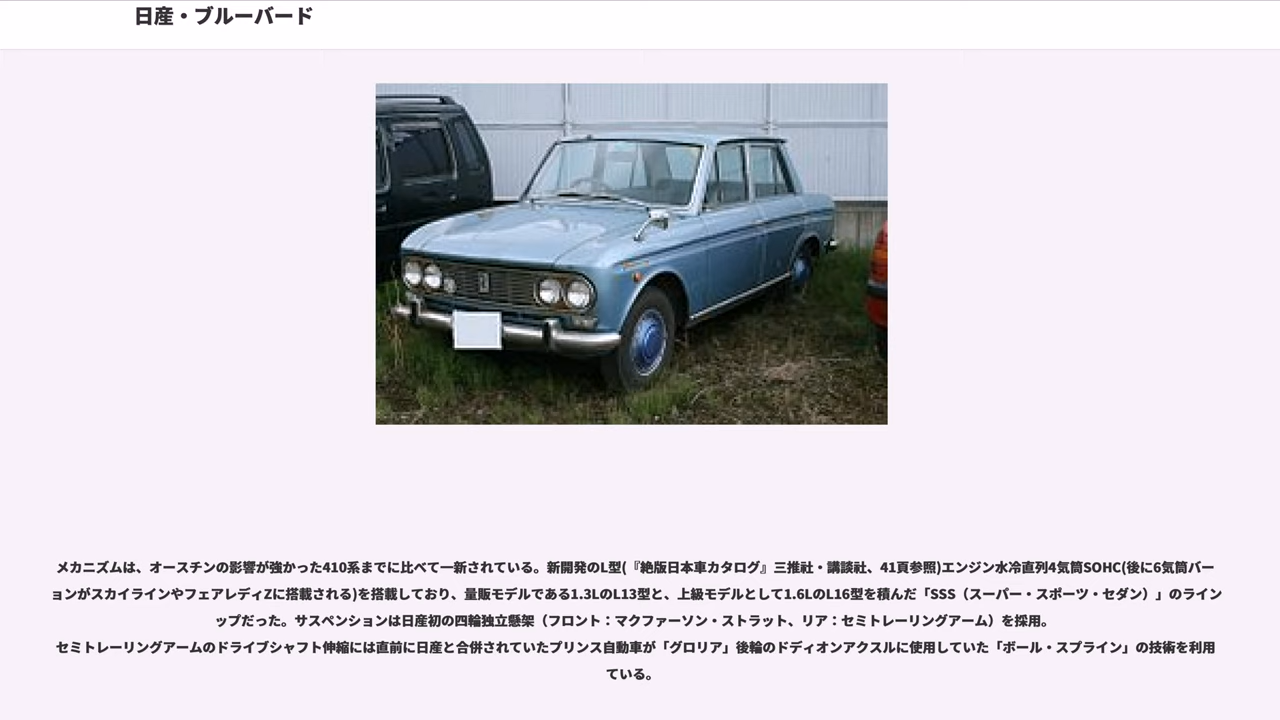 日産・ブルーバード
メカニズムは、オースチンの影響が強かった410系までに比べて一新されている。新開発のL型(『絶版日本車カタログ』三推社・講談社、41頁参照)エンジン水冷直列4気筒SOHC(後に6気筒バー
ョンがスカイラインやフェアレディZに搭載される)を搭載しており、量販モデルである1.3LのL13型と、上級モデルとして1.6LのL16型を積んだ「SSS（スーパー・スポーツ・セダン）」のライン
ップだった。サスペンションは日産初の四輪独立懸架（フロント：マクファーソン・ストラット、リア：セミトレーリングアーム）を採用。
セミトレーリングアームのドライブシャフト伸縮には直前に日産と合併されていたプリンス自動車が「グロリア」後輪のドディオンアクスルに使用していた「ボール・スプライン」の技術を利用
ている。